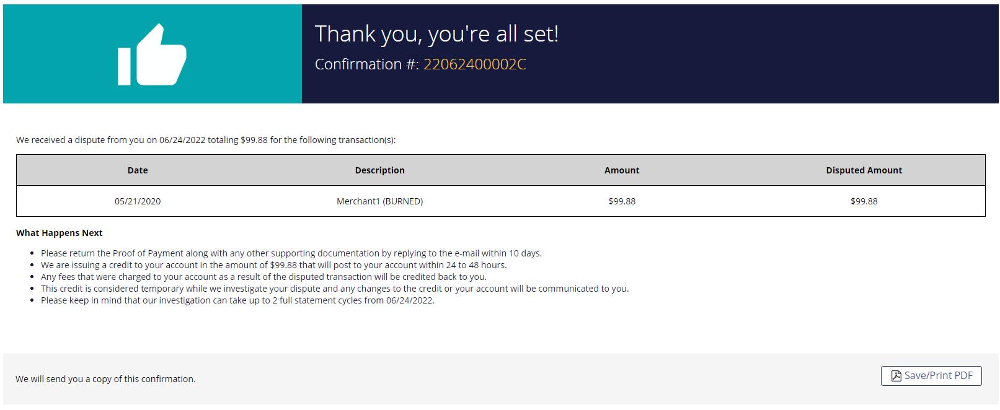 Thank you, you're all set!
Confirmation #: 22062400002C
We received a dispute from you on 06/24/2022 totaling $99.88 for the following transaction(s):
Date Description Amount Disputed Amount
05/21/2020 Merchant1 (BURNED) $99.88 $99.88
What Happens Next
• Please return the Proof of Payment along with any other supporting documentation by replying to the e-mail within 10 days.
• We are issuing a credit to your account in the amount of $99.88 that will post to your account within 24 to 48 hours.
• Any fees that were charged to your account as a result of the disputed transaction will be credited back to you.
• This credit is considered temporary while we investigate your dispute and any changes to the credit or your account will be communicated to you.
• Please keep in mind that our investigation can take up to 2 full statement cycles from 06/24/2022.
We will send you a copy of this confirmation.
Save/Print PDF